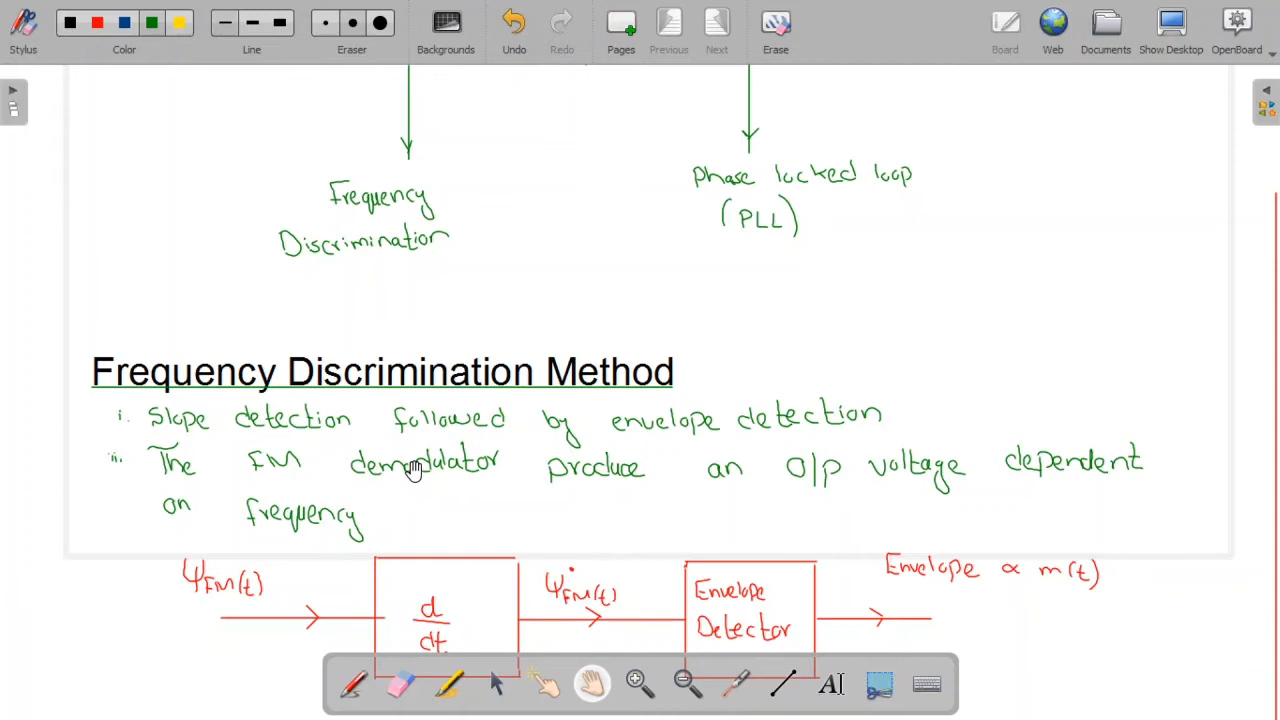 Stylus
Color
Line
Eraser
Backgrounds
Undo
Redo
Pages
Previous
Next
Erase
Board
Web
Documents
Show Desktop
OpenBoard
Frequency
Discrimination
Phase locked loop
(PLL)
Frequency Discrimination Method
i. Slope detection followed by envelope detection
ii. The FM demodulator produce an O/P voltage dependent
on frequency
ψFM(t)
d
dt
ψ̇FM(t)
Envelope
Detector
Envelope ∝ m(t)
A